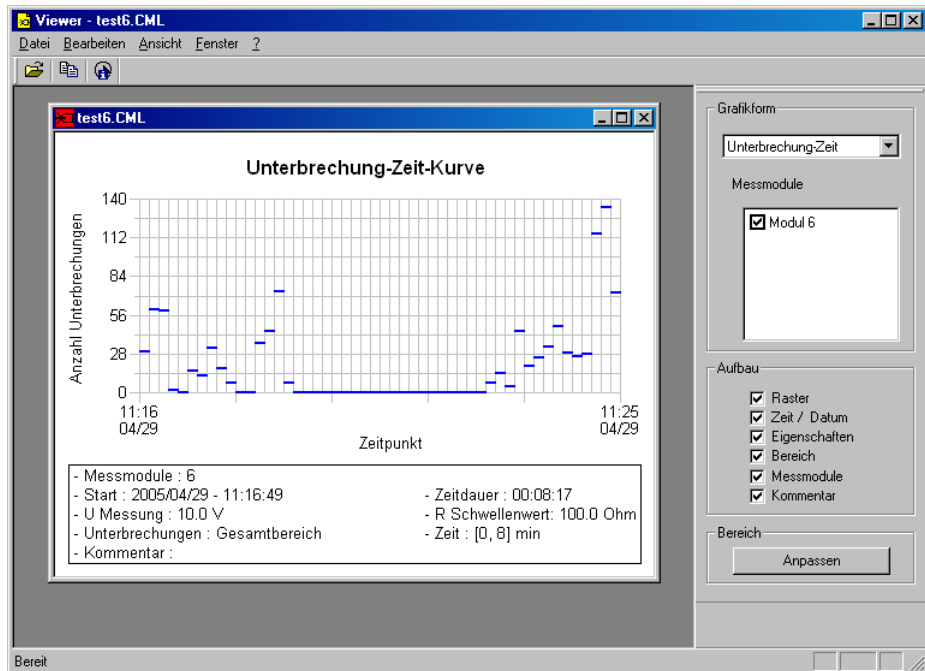 Viewer - test6.CML
Datei Bearbeiten Ansicht Fenster ?
test6.CML
Unterbrechung-Zeit-Kurve
Anzahl Unterbrechungen
140
112
84
56
28
0
11:16 11:25
04/29 04/29
Zeitpunkt
- Messmodule : 6
- Start : 2005/04/29 - 11:16:49 - Zeitdauer : 00:08:17
- U Messung : 10.0 V - R Schwellenwert: 100.0 Ohm
- Unterbrechungen : Gesamtbereich - Zeit : [0, 8] min
- Kommentar :
Grafikform
Unterbrechung-Zeit
Messmodule
Modul 6
Aufbau
Raster
Zeit / Datum
Eigenschaften
Bereich
Messmodule
Kommentar
Bereich
Anpassen
Bereit